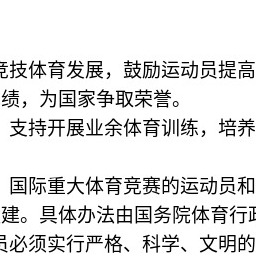 竞技体育发展，鼓励运动员提高
绩，为国家争取荣誉。
支持开展业余体育训练，培养
国际重大体育竞赛的运动员和
建。具体办法由国务院体育行政
员必须实行严格、科学、文明的